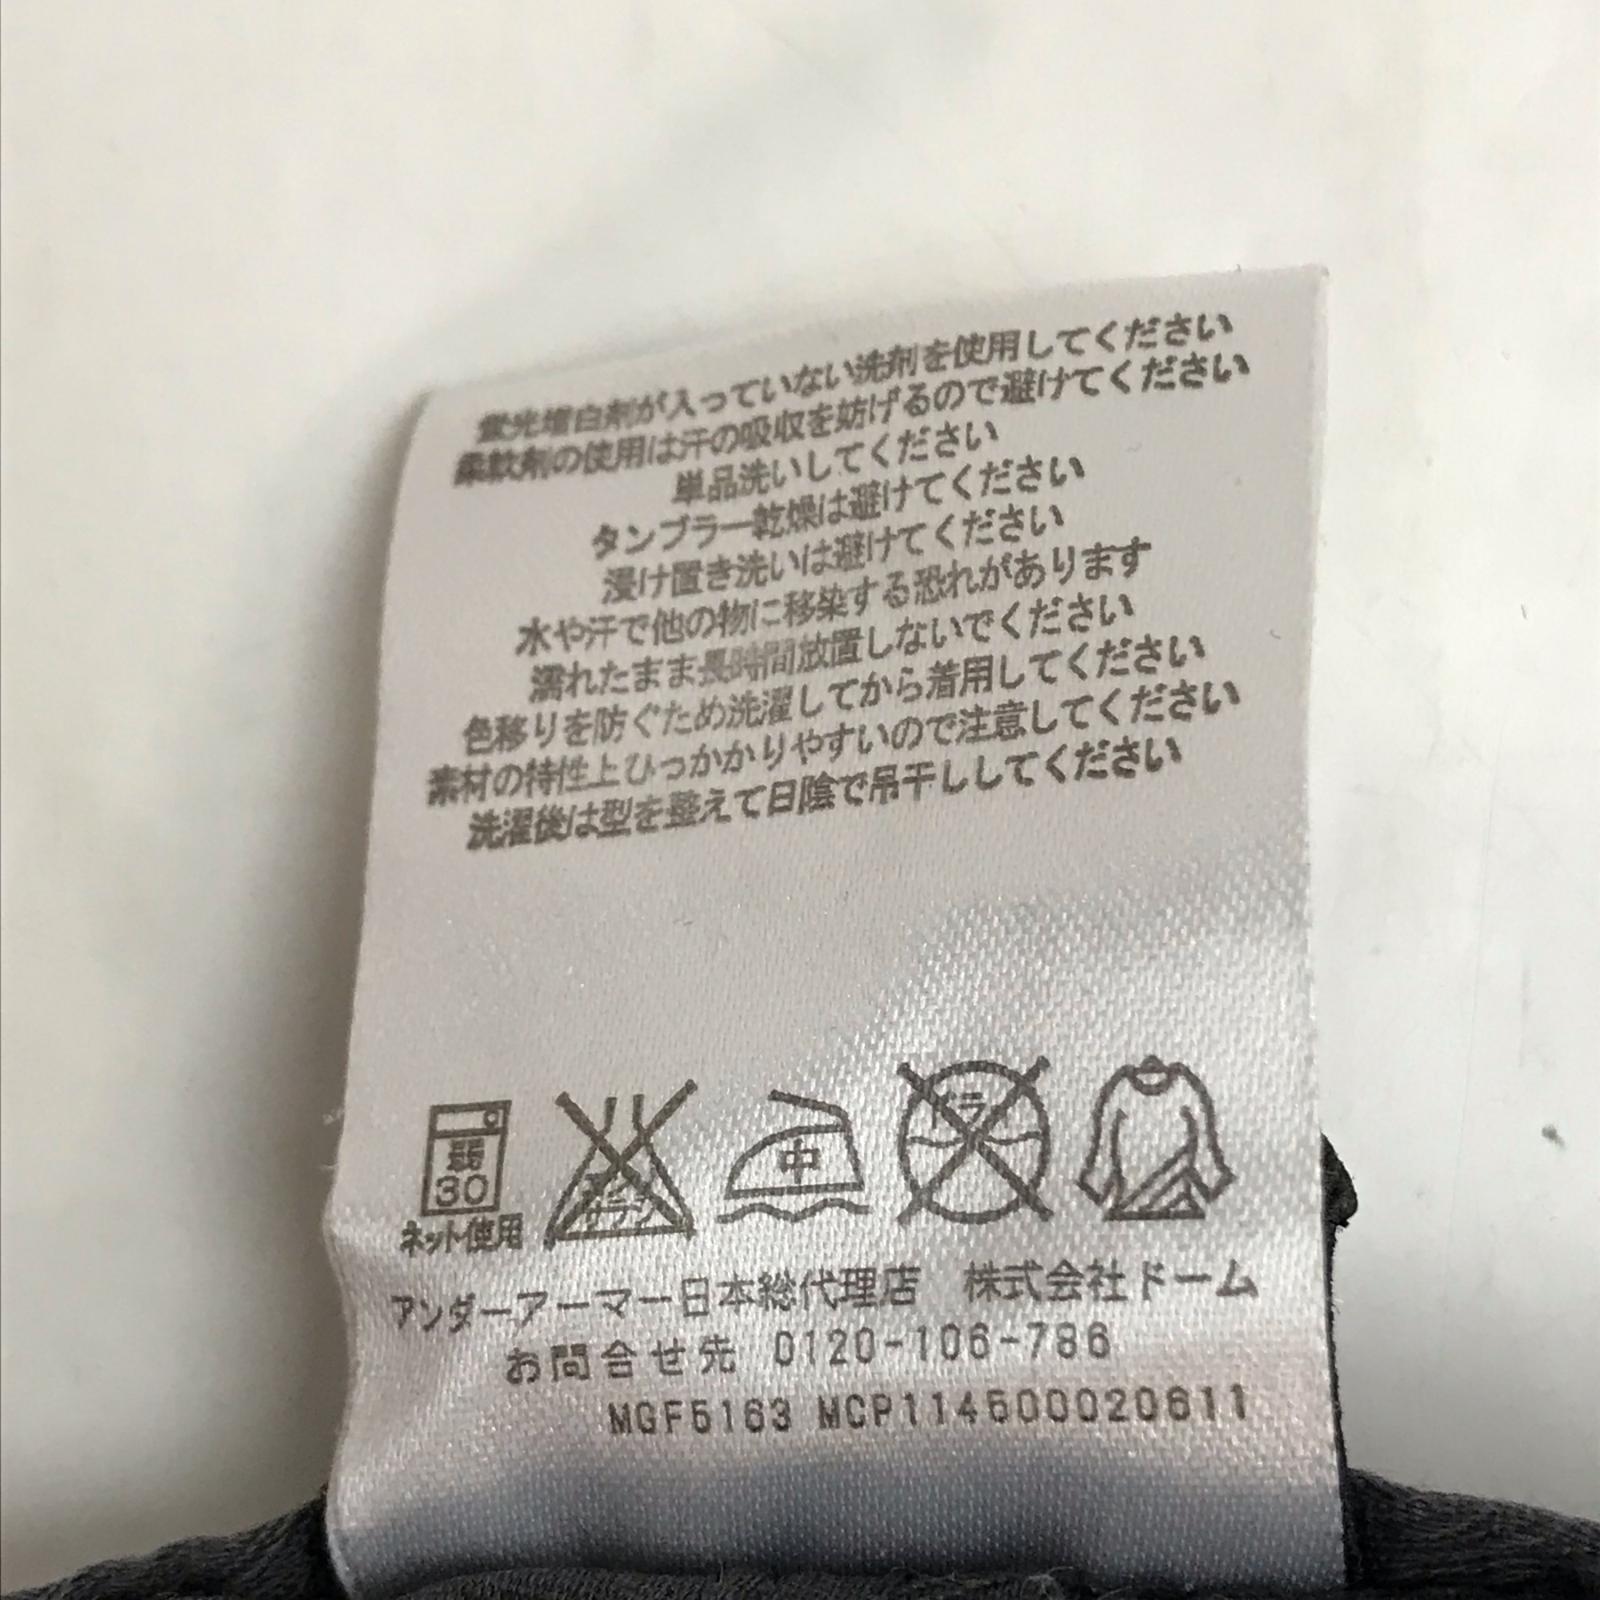 蛍光増白剤が入っていない洗剤を使用してください
柔軟剤の使用は汗の吸収を妨げるので避けてください
単品洗いしてください
タンブラー乾燥は避けてください
浸け置き洗いは避けてください
水や汗で他の物に移染する恐れがあります
濡れたまま長時間放置しないでください
色移りを防ぐため洗濯してから着用してください
素材の特性上ひっかかりやすいので注意してください
洗濯後は型を整えて日陰で吊干ししてください
弱
30
ネット使用
エンソ
サラシ
中
ドライ
アンダーアーマー日本総代理店 株式会社ドーム
お問合せ先 0120-106-786
MGF5163 MCP114500020611